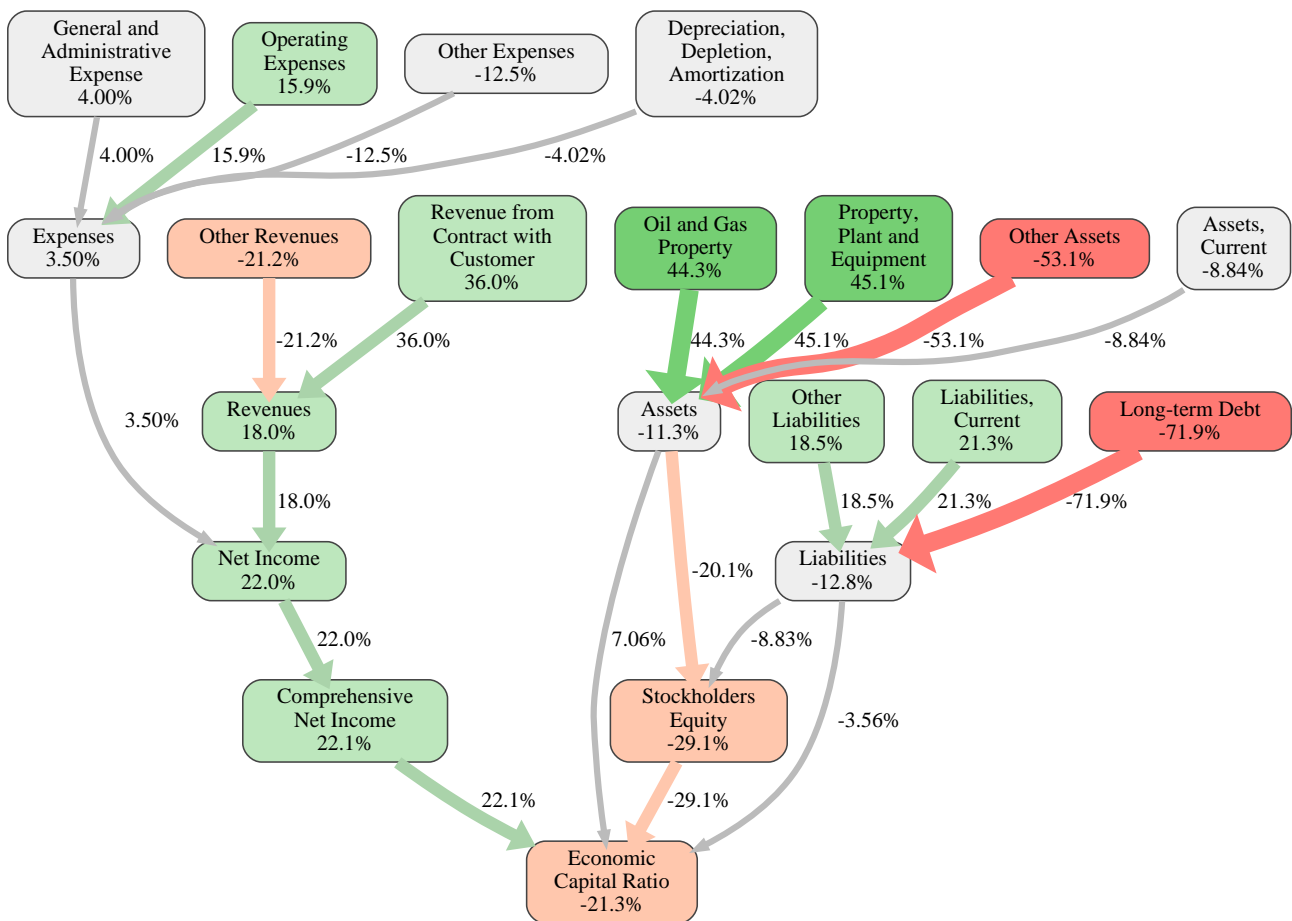 General and
Administrative
Expense
4.00%
Operating
Expenses
15.9%
Other Expenses
-12.5%
Depreciation,
Depletion,
Amortization
-4.02%
4.00%
15.9%
-12.5%
-4.02%
Expenses
3.50%
Other Revenues
-21.2%
Revenue from
Contract with
Customer
36.0%
Oil and Gas
Property
44.3%
Property,
Plant and
Equipment
45.1%
Other Assets
-53.1%
Assets,
Current
-8.84%
-21.2%
36.0%
44.3%
45.1%
-53.1%
-8.84%
3.50%
Revenues
18.0%
Assets
-11.3%
Other
Liabilities
18.5%
Liabilities,
Current
21.3%
Long-term Debt
-71.9%
18.0%
18.5%
21.3%
-71.9%
Net Income
22.0%
-20.1%
Liabilities
-12.8%
22.0%
7.06%
-8.83%
-3.56%
Comprehensive
Net Income
22.1%
Stockholders
Equity
-29.1%
22.1%
-29.1%
Economic
Capital Ratio
-21.3%